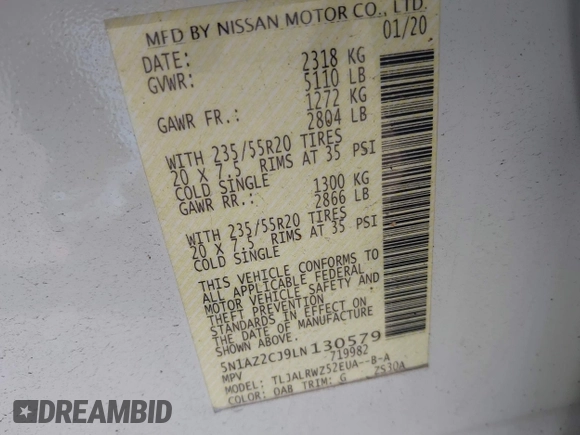 MFD BY NISSAN MOTOR CO., LTD.
DATE: 01/20
GVWR: 2318 KG
5110 LB
GAWR FR.: 1272 KG
2804 LB
WITH 235/55R20 TIRES
20 X 7.5 RIMS AT 35 PSI
COLD SINGLE
GAWR RR.: 1300 KG
2866 LB
WITH 235/55R20 TIRES
20 X 7.5 RIMS AT 35 PSI
COLD SINGLE
THIS VEHICLE CONFORMS TO
ALL APPLICABLE FEDERAL
MOTOR VEHICLE SAFETY AND
THEFT PREVENTION
STANDARDS IN EFFECT ON
THE DATE OF MANUFACTURE
SHOWN ABOVE.
5N1AZ2CJ9LN130579
MPV 719982
MODEL: TLJALRWZ52EUA--B-A
COLOR: QAB TRIM: G Z530A
DREAMBID